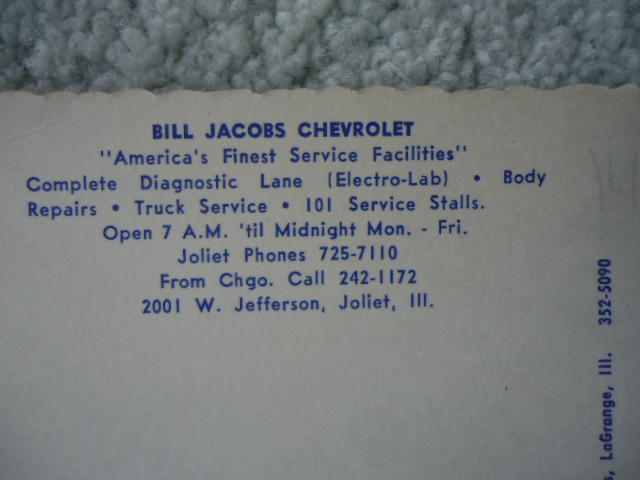 BILL JACOBS CHEVROLET
"America's Finest Service Facilities"
Complete Diagnostic Lane (Electro-Lab) • Body
Repairs • Truck Service • 101 Service Stalls.
Open 7 A.M. 'til Midnight Mon. - Fri.
Joliet Phones 725-7110
From Chgo. Call 242-1172
2001 W. Jefferson, Joliet, Ill.
LaGrange, Ill. 352-5090